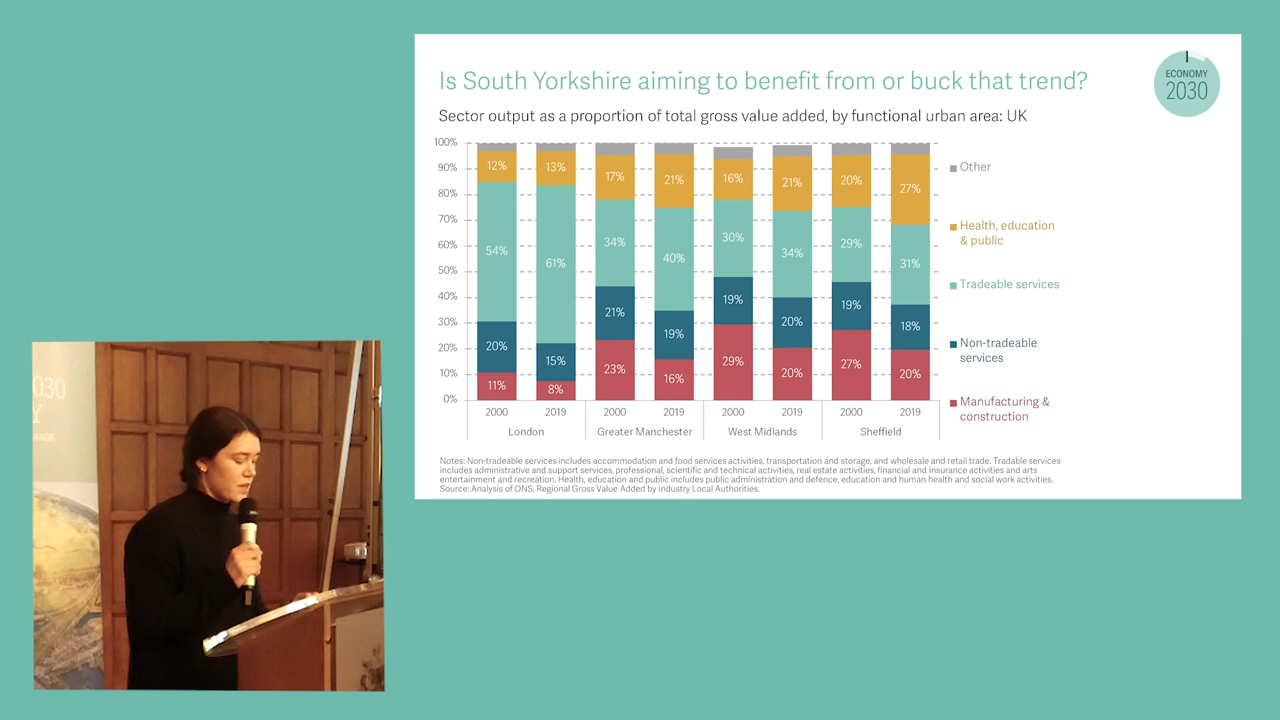 Is South Yorkshire aiming to benefit from or buck that trend?
ECONOMY
2030
Sector output as a proportion of total gross value added, by functional urban area: UK
100%
90%
80%
70%
60%
50%
40%
30%
20%
10%
0%
12%
54%
20%
11%
13%
61%
15%
8%
17%
34%
21%
23%
21%
40%
19%
16%
16%
30%
19%
29%
21%
34%
20%
20%
20%
29%
19%
27%
27%
31%
18%
20%
2000 2019 2000 2019 2000 2019 2000 2019
London Greater Manchester West Midlands Sheffield
Other
Health, education
& public
Tradeable services
Non-tradeable
services
Manufacturing &
construction
Notes: Non-tradeable services includes accommodation and food services activities, transportation and storage, and wholesale and retail trade. Tradable services
includes administrative and support services, professional, scientific and technical activities, real estate activities, financial and insurance activities and arts
entertainment and recreation. Health, education and public includes public administration and defence, education and human health and social work activities.
Source: Analysis of ONS, Regional Gross Value Added by Industry Local Authorities.
030
Y